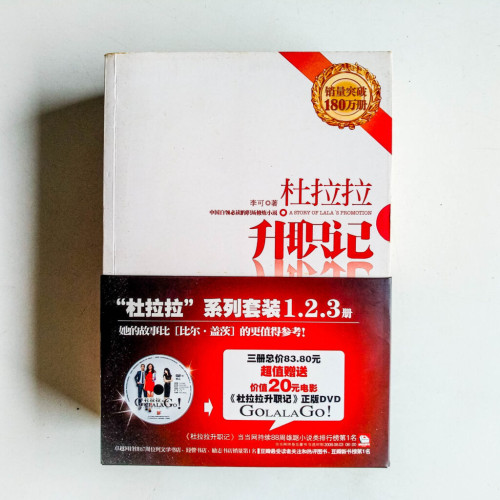 销量突破
180万册
杜拉拉
李可◎著
中国白领必读的职场修炼小说
A STORY OF LALA'S PROMOTION
升职记
“杜拉拉”系列套装1.2.3册
她的故事比[比尔·盖茨]的更值得参考!
三册总价83.80元
超值赠送
价值20元电影
《杜拉拉升职记》正版DVD
GOLALA GO!
GOLALA GO!
《杜拉拉升职记》当当网持续88周雄踞小说类排行榜第1名